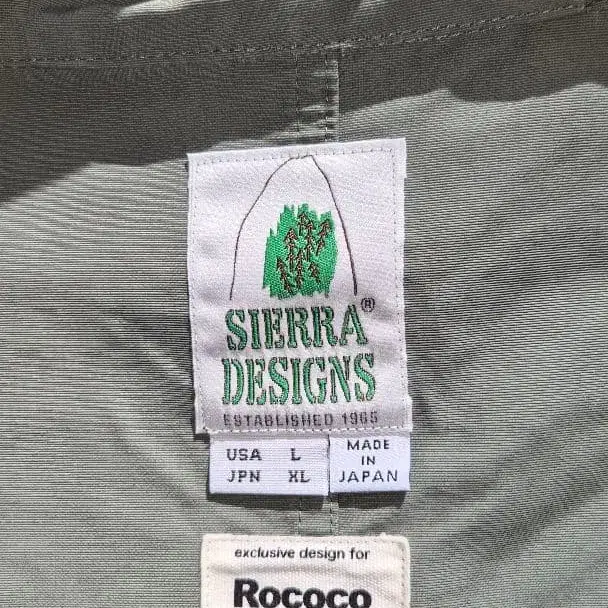 SIERRA®
DESIGNS
ESTABLISHED 1965
USA L
JPN XL
MADE
IN
JAPAN
exclusive design for
Rococo